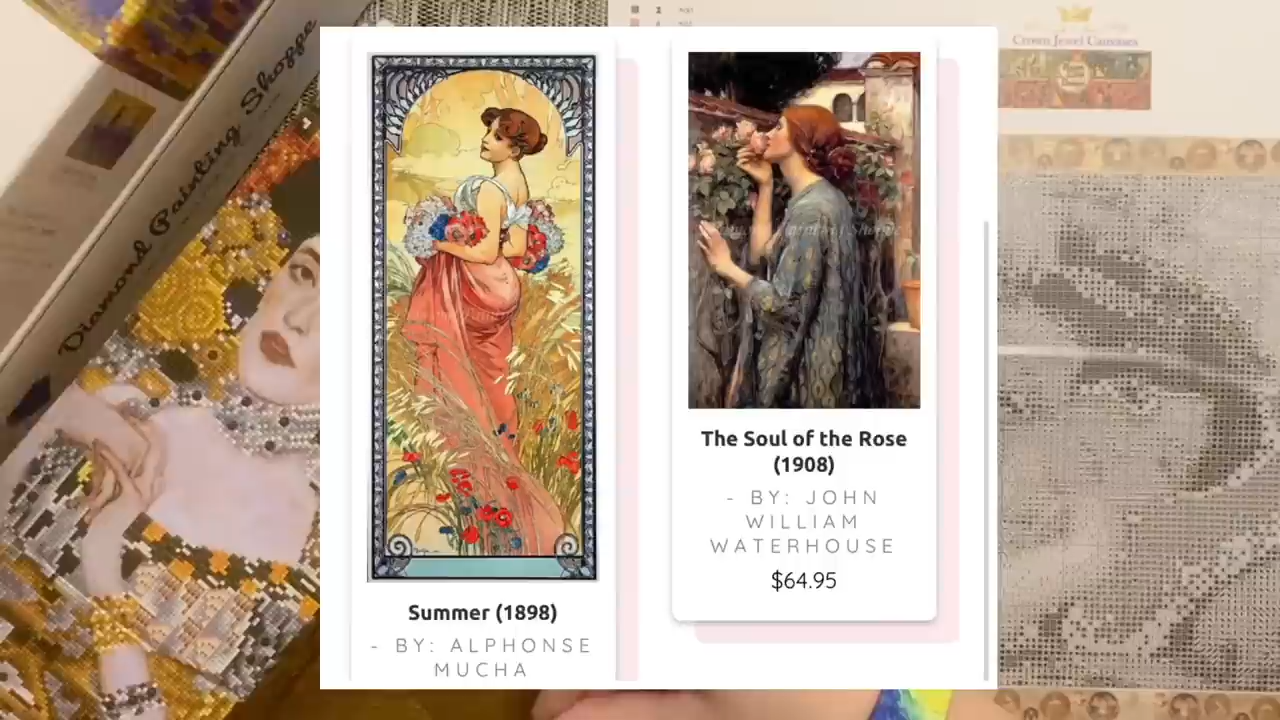 Diamond Painting Shoppe
Crown Jewel Canvases
Summer (1898)
- BY: ALPHONSE
MUCHA
The Soul of the Rose
(1908)
- BY: JOHN
WILLIAM
WATERHOUSE
$64.95